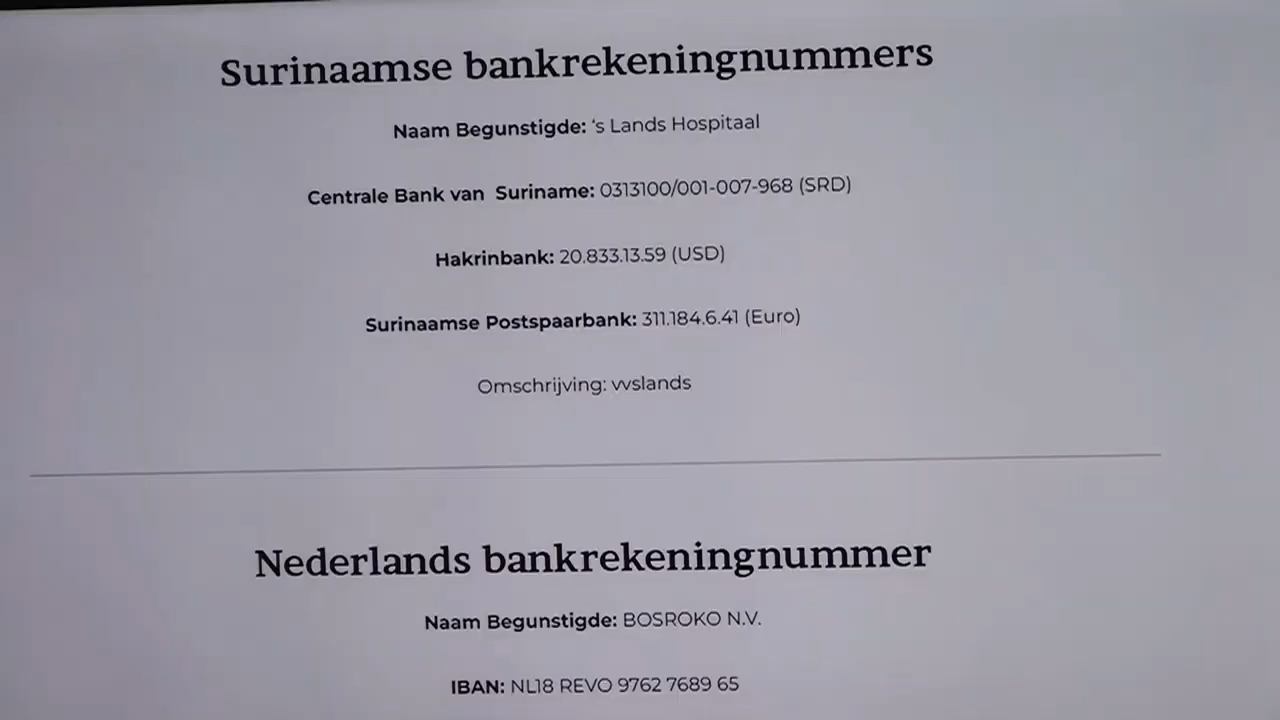 Surinaamse bankrekeningnummers
Naam Begunstigde: ‘s Lands Hospitaal
Centrale Bank van Suriname: 0313100/001-007-968 (SRD)
Hakrinbank: 20.833.13.59 (USD)
Surinaamse Postspaarbank: 311.184.6.41 (Euro)
Omschrijving: vvslands
Nederlands bankrekeningnummer
Naam Begunstigde: BOSROKO N.V.
IBAN: NL18 REVO 9762 7689 65